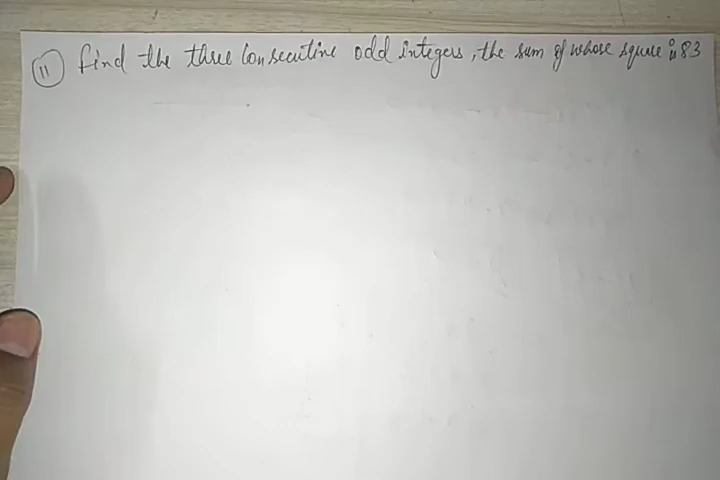 11 Find the three Consecutive odd integers, the sum of whose square is 83